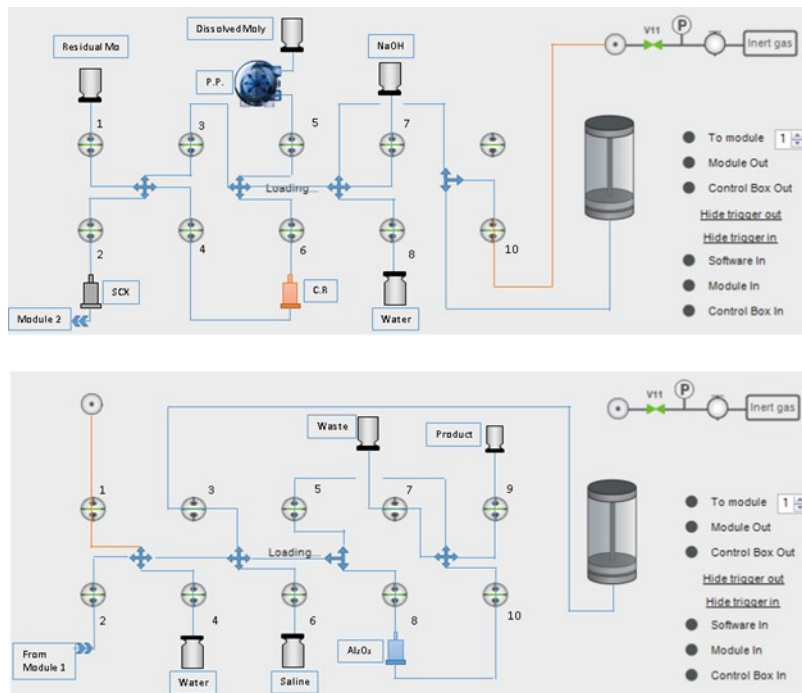 Dissolved Moly
Residual Mo
NaOH
V11
P
Inert gas
P.P.
1
3
5
7
To module 1
Module Out
Loading...
Control Box Out
Hide trigger out
Hide trigger in
2
4
6
8
10
Software In
SCX
C.R
Module In
Module 2
Water
Control Box In
V11
P
Inert gas
Waste
Product
1
3
5
7
9
To module 1
Module Out
Loading...
Control Box Out
Hide trigger out
Hide trigger in
2
4
6
8
10
Software In
From
Module 1
Al₂O₃
Module In
Water
Saline
Control Box In